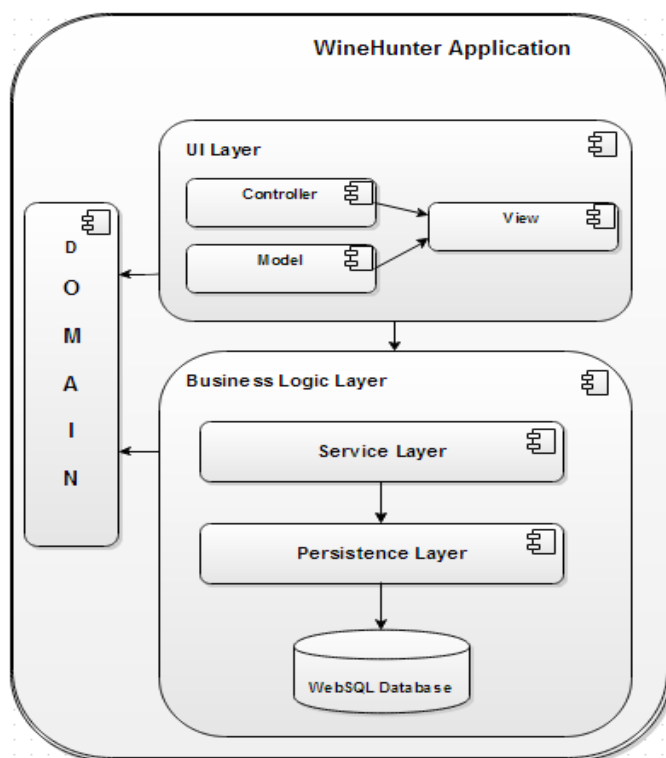 WineHunter Application
UI Layer
Controller
View
Model
D
O
M
A
I
N
Business Logic Layer
Service Layer
Persistence Layer
WebSQL Database